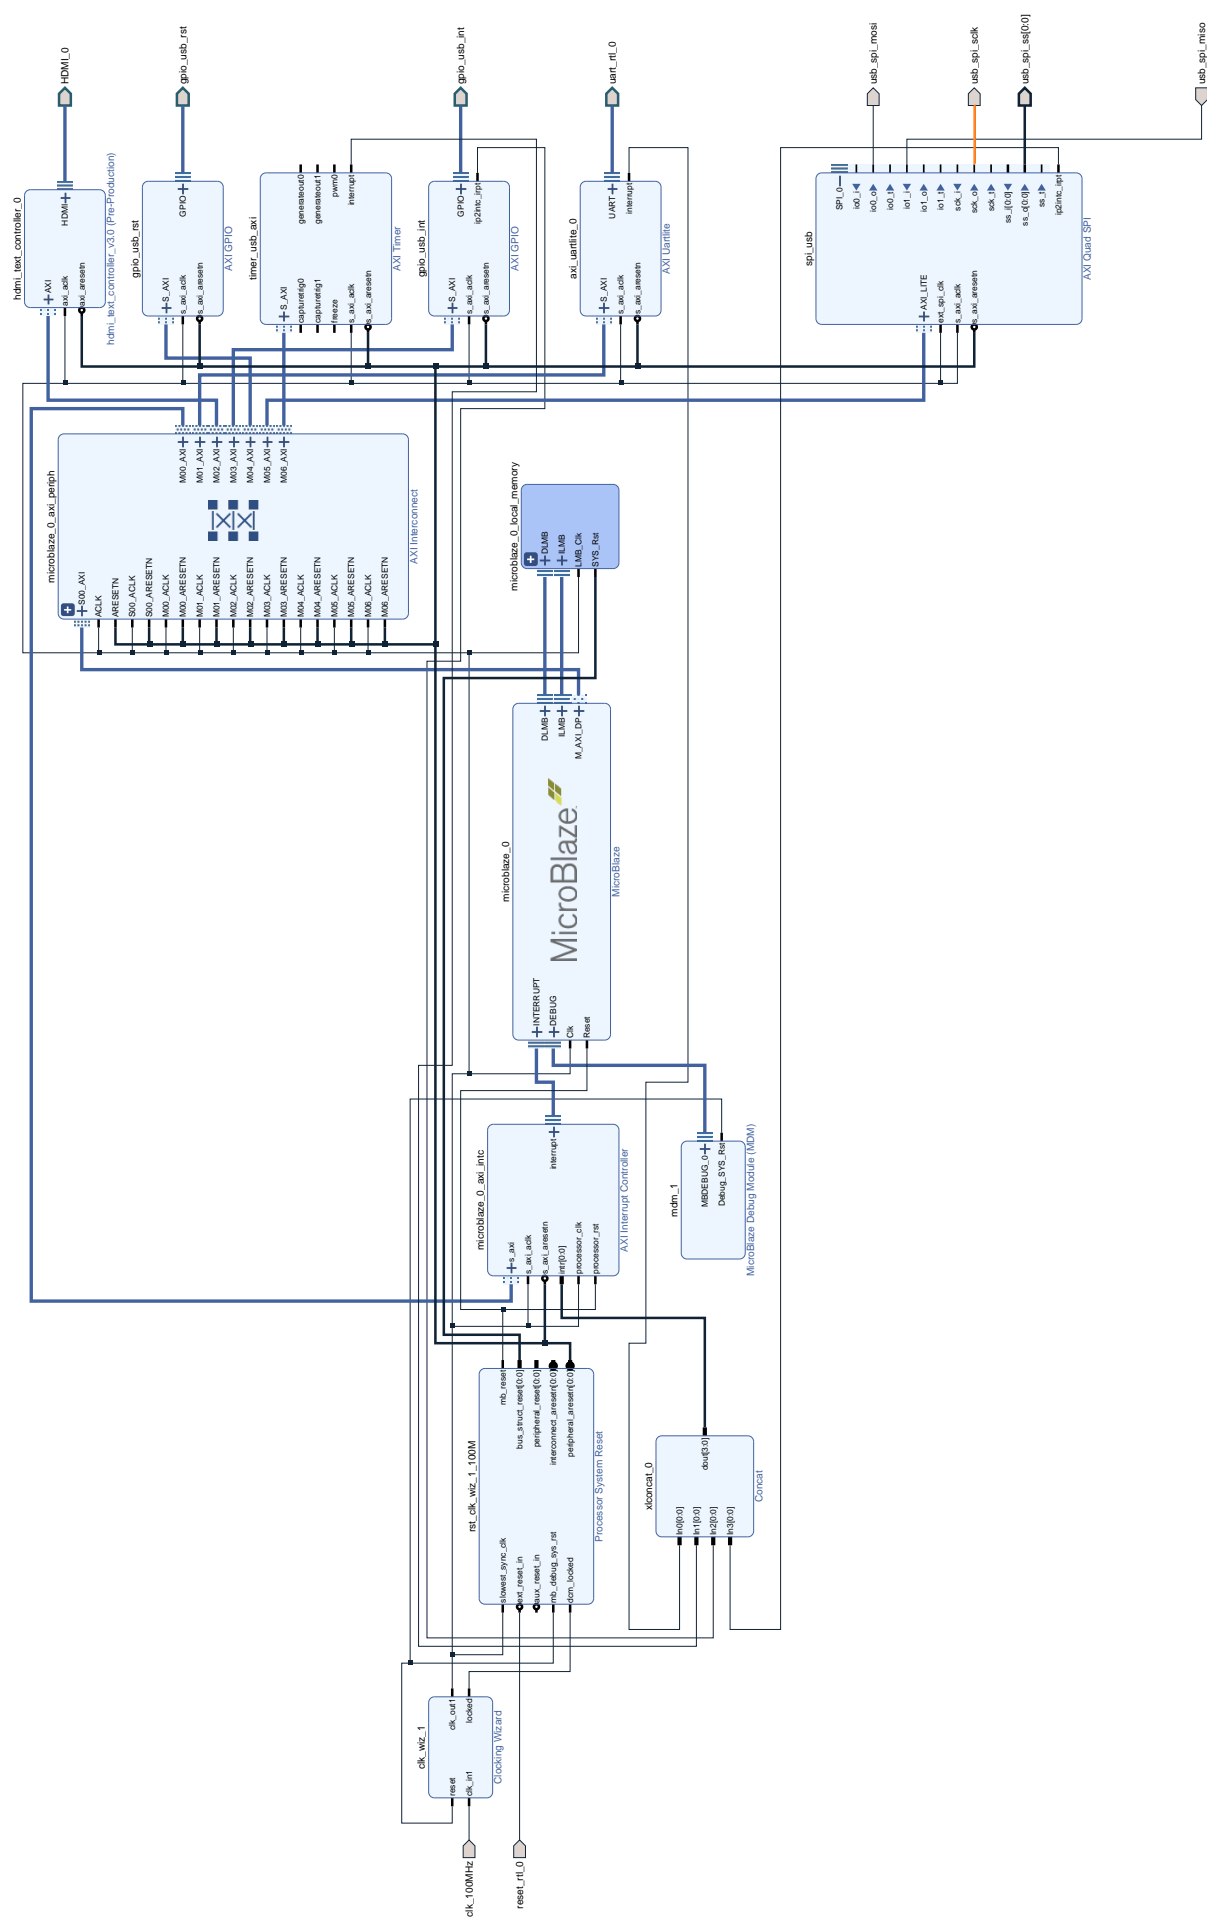 clk_100MHz
reset_rtl_0
clk_wiz_1
reset
clk_in1
clk_out1
locked
Clocking Wizard
rst_clk_wiz_1_100M
slowest_sync_clk
ext_reset_in
aux_reset_in
mb_debug_sys_rst
dcm_locked
mb_reset
bus_struct_reset[0:0]
peripheral_reset[0:0]
interconnect_aresetn[0:0]
peripheral_aresetn[0:0]
Processor System Reset
xlconcat_0
In0[0:0]
In1[0:0]
In2[0:0]
In3[0:0]
dout[3:0]
Concat
microblaze_0_axi_intc
s_axi
s_axi_aclk
s_axi_aresetn
intr[0:0]
processor_clk
processor_rst
interrupt
AXI Interrupt Controller
mdm_1
MBDEBUG_0
Debug_SYS_Rst
MicroBlaze Debug Module (MDM)
microblaze_0
INTERRUPT
DEBUG
Clk
Reset
MicroBlaze
DLMB
ILMB
M_AXI_DP
MicroBlaze
microblaze_0_axi_periph
S00_AXI
ACLK
ARESETN
S00_ACLK
S00_ARESETN
M00_ACLK
M00_ARESETN
M01_ACLK
M01_ARESETN
M02_ACLK
M02_ARESETN
M03_ACLK
M03_ARESETN
M04_ACLK
M04_ARESETN
M05_ACLK
M05_ARESETN
M06_ACLK
M06_ARESETN
M00_AXI
M01_AXI
M02_AXI
M03_AXI
M04_AXI
M05_AXI
M06_AXI
AXI Interconnect
microblaze_0_local_memory
DLMB
ILMB
LMB_Clk
SYS_Rst
hdmi_text_controller_0
AXI
axi_aclk
axi_aresetn
HDMI
hdmi_text_controller_v3.0 (Pre-Production)
HDMI_0
gpio_usb_rst
S_AXI
s_axi_aclk
s_axi_aresetn
GPIO
AXI GPIO
gpio_usb_rst
timer_usb_axi
S_AXI
capturetrig0
capturetrig1
freeze
s_axi_aclk
s_axi_aresetn
generateout0
generateout1
pwm0
interrupt
AXI Timer
gpio_usb_int
S_AXI
s_axi_aclk
s_axi_aresetn
GPIO
ip2intc_irpt
AXI GPIO
gpio_usb_int
axi_uartlite_0
S_AXI
s_axi_aclk
s_axi_aresetn
UART
interrupt
AXI Uartlite
uart_rtl_0
spi_usb
AXI_LITE
ext_spi_clk
s_axi_aclk
s_axi_aresetn
SPI_0
io0_i
io0_o
io0_t
io1_i
io1_o
io1_t
sck_i
sck_o
sck_t
ss_i[0:0]
ss_o[0:0]
ss_t
ip2intc_irpt
AXI Quad SPI
usb_spi_mosi
usb_spi_sclk
usb_spi_ss[0:0]
usb_spi_miso